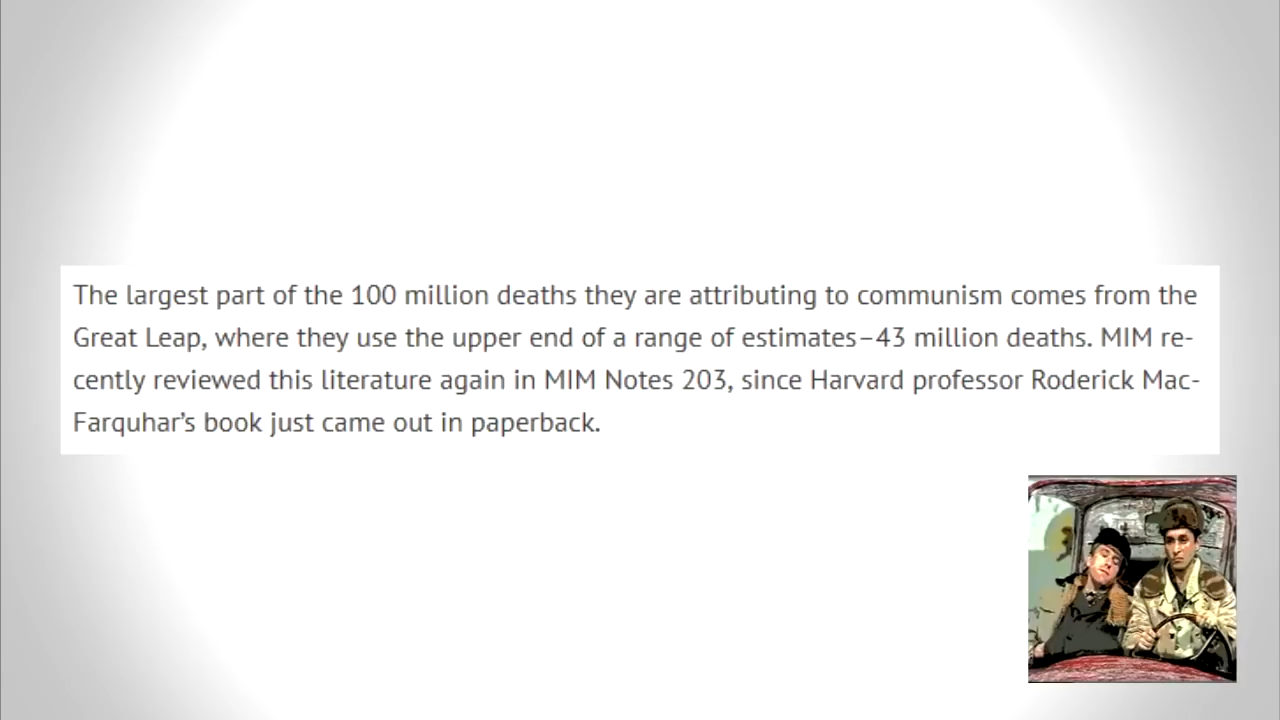 The largest part of the 100 million deaths they are attributing to communism comes from the
Great Leap, where they use the upper end of a range of estimates–43 million deaths. MIM re-
cently reviewed this literature again in MIM Notes 203, since Harvard professor Roderick Mac-
Farquhar’s book just came out in paperback.